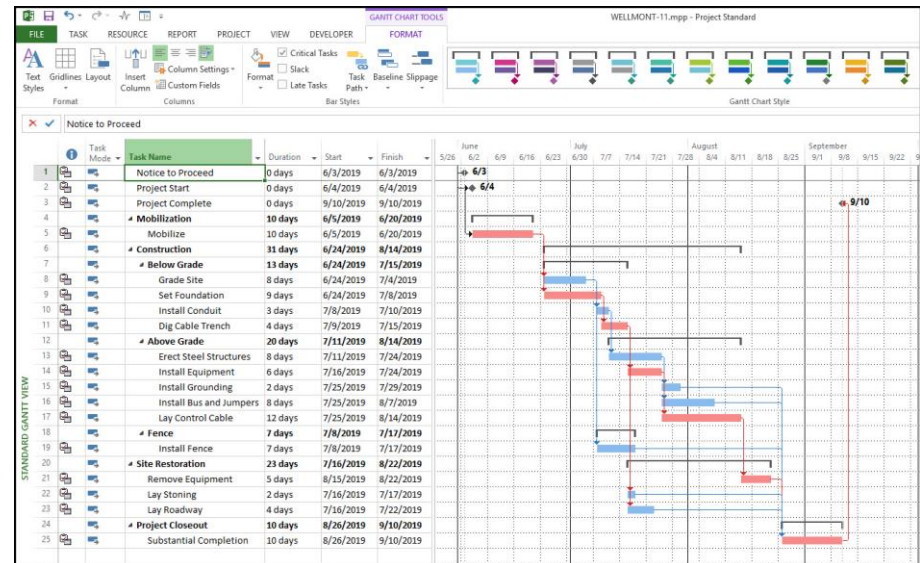 GANTT CHART TOOLS
WELLMONT-11.mpp - Project Standard
FILE TASK RESOURCE REPORT PROJECT VIEW DEVELOPER FORMAT
Text Styles
Gridlines
Layout
Format
Insert Column
Column Settings
Custom Fields
Columns
Format
Critical Tasks
Slack
Late Tasks
Task Path
Baseline
Slippage
Bar Styles
Gantt Chart Style
Notice to Proceed
June July August September
Task Mode Task Name Duration Start Finish 5/26 6/2 6/9 6/16 6/23 6/30 7/7 7/14 7/21 7/28 8/4 8/11 8/18 8/25 9/1 9/8 9/15 9/22
1 Notice to Proceed 0 days 6/3/2019 6/3/2019 6/3
2 Project Start 0 days 6/4/2019 6/4/2019 6/4
3 Project Complete 0 days 9/10/2019 9/10/2019 9/10
4 Mobilization 10 days 6/5/2019 6/20/2019
5 Mobilize 10 days 6/5/2019 6/20/2019
6 Construction 31 days 6/24/2019 8/14/2019
7 Below Grade 13 days 6/24/2019 7/15/2019
8 Grade Site 8 days 6/24/2019 7/4/2019
9 Set Foundation 9 days 6/24/2019 7/8/2019
10 Install Conduit 3 days 7/8/2019 7/10/2019
11 Dig Cable Trench 4 days 7/9/2019 7/15/2019
12 Above Grade 20 days 7/11/2019 8/14/2019
13 Erect Steel Structures 8 days 7/11/2019 7/24/2019
14 Install Equipment 6 days 7/16/2019 7/24/2019
15 Install Grounding 2 days 7/25/2019 7/29/2019
16 Install Bus and Jumpers 8 days 7/25/2019 8/7/2019
17 Lay Control Cable 12 days 7/25/2019 8/14/2019
18 Fence 7 days 7/8/2019 7/17/2019
19 Install Fence 7 days 7/8/2019 7/17/2019
20 Site Restoration 23 days 7/16/2019 8/22/2019
21 Remove Equipment 5 days 8/15/2019 8/22/2019
22 Lay Stoning 2 days 7/16/2019 7/17/2019
23 Lay Roadway 4 days 7/16/2019 7/22/2019
24 Project Closeout 10 days 8/26/2019 9/10/2019
25 Substantial Completion 10 days 8/26/2019 9/10/2019
STANDARD GANTT VIEW